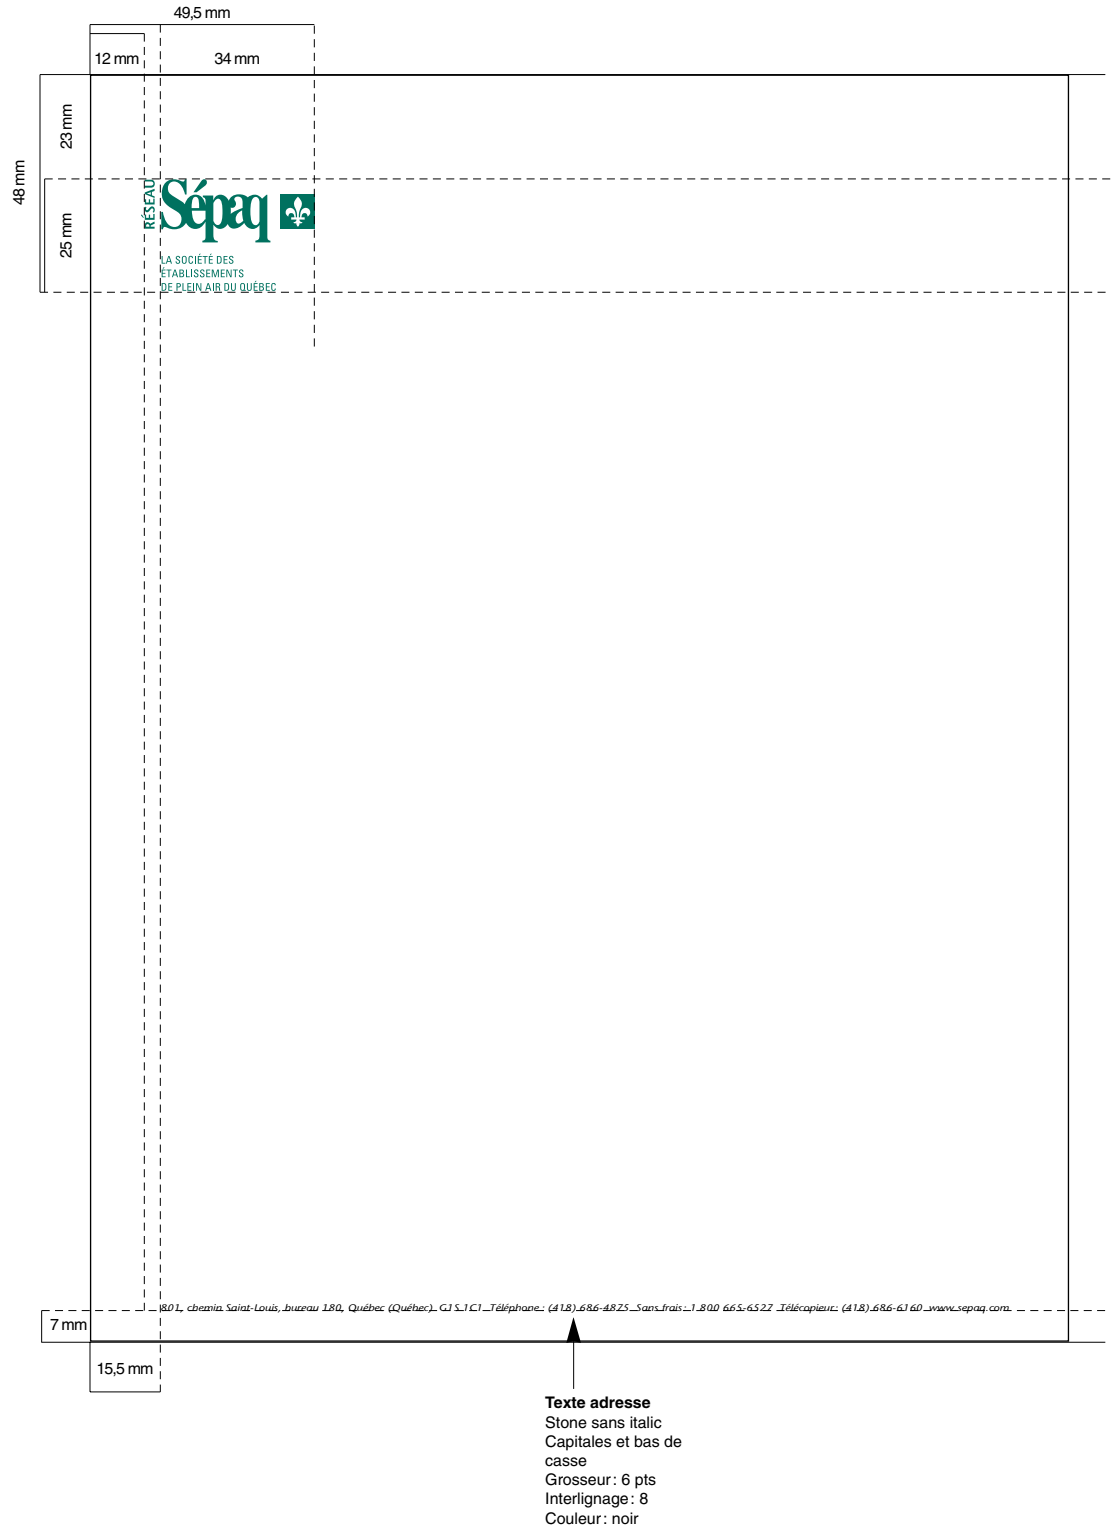 49,5 mm
12 mm
34 mm
23 mm
48 mm
25 mm
RÉSEAU
Sépaq
LA SOCIÉTÉ DES
ÉTABLISSEMENTS
DE PLEIN AIR DU QUÉBEC
801, chemin Saint-Louis, bureau 180, Québec (Québec) G1S 1C1 Téléphone : (418) 686-4875 Sans frais : 1 800 665-6527 Télécopieur : (418) 686-6160 www.sepaq.com
7 mm
15,5 mm
Texte adresse
Stone sans italic
Capitales et bas de
casse
Grosseur : 6 pts
Interlignage : 8
Couleur : noir